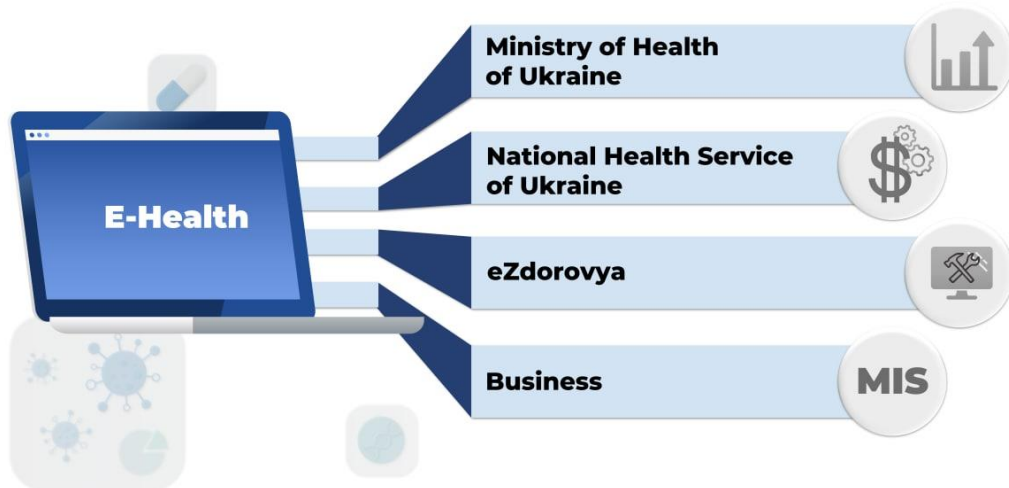 Ministry of Health
of Ukraine
National Health Service
of Ukraine
$
E-Health
eZdorovya
Business
MIS